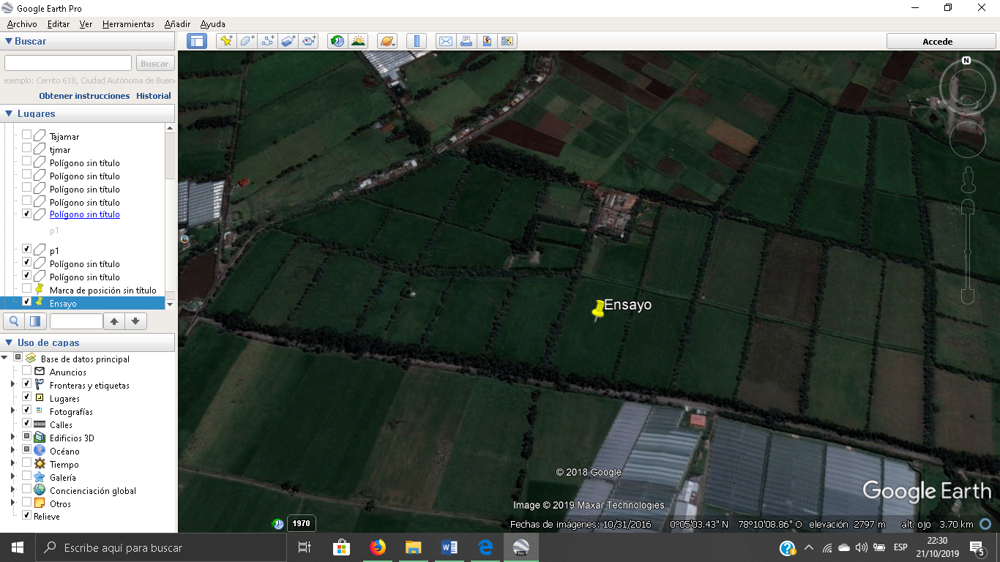 Google Earth Pro
Archivo Editar Ver Herramientas Añadir Ayuda
Buscar
Accede
Buscar
ejemplo: Cerrito 618, Ciudad Autónoma de Buen
Obtener instrucciones Historial
Lugares
Tajamar
tjmar
Polígono sin título
Polígono sin título
Polígono sin título
Polígono sin título
Polígono sin título
p1
p1
Polígono sin título
Polígono sin título
Marca de posición sin título
Ensayo
Uso de capas
Base de datos principal
Anuncios
Fronteras y etiquetas
Lugares
Fotografías
Calles
Edificios 3D
Océano
Tiempo
Galería
Concienciación global
Otros
Relieve
N
Ensayo
© 2018 Google
Image © 2019 Maxar Technologies
Google Earth
1970
Fechas de imágenes: 10/31/2016 0°05'03.43" N 78°10'08.86" O elevación 2797 m alt. ojo 3.70 km
Escribe aquí para buscar
Pro
ESP
22:30
21/10/2019
5